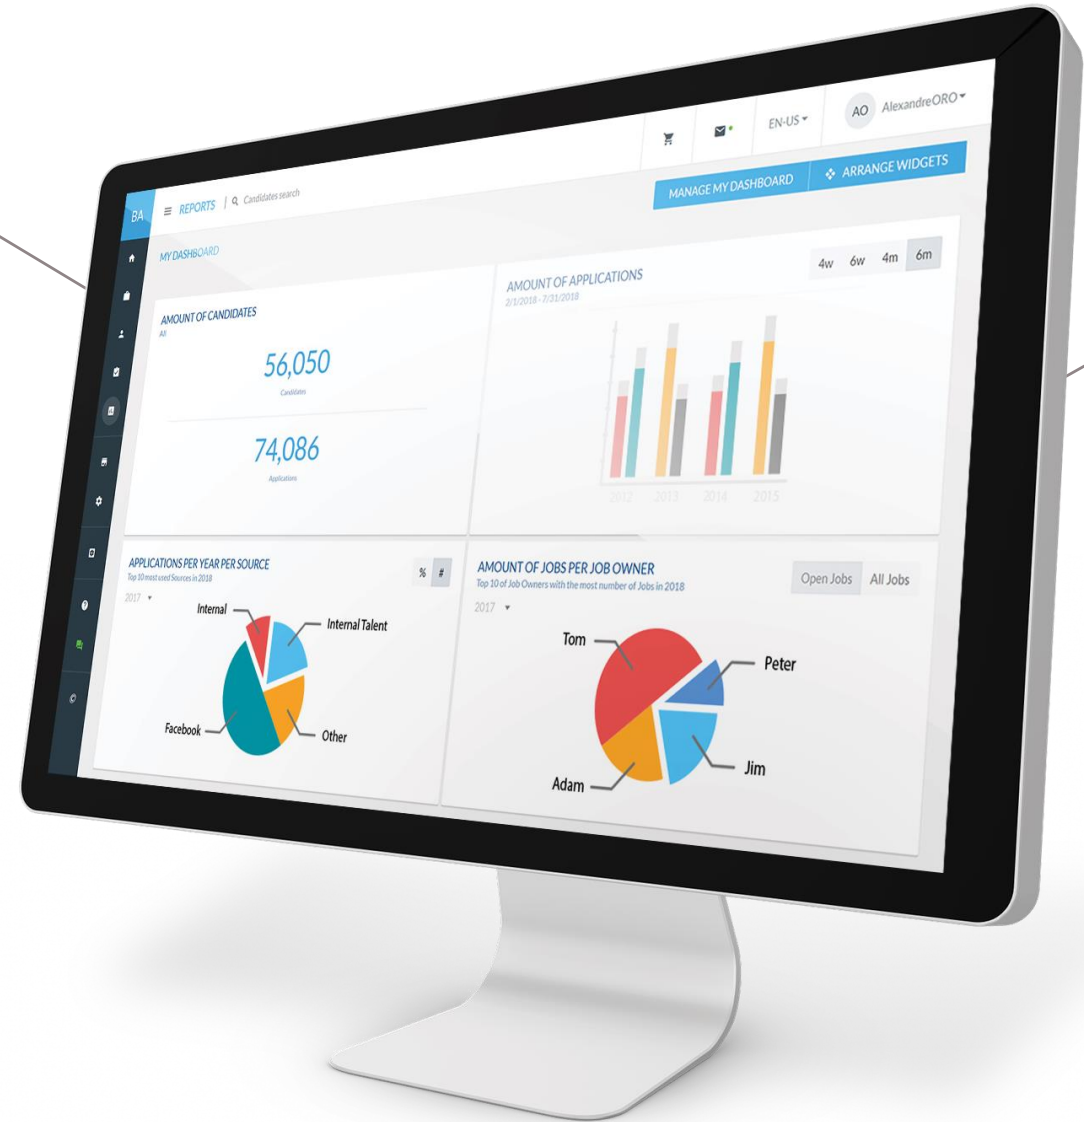 BA
REPORTS
Candidates search
EN-US
AO
AlexandreORO
MY DASHBOARD
MANAGE MY DASHBOARD
ARRANGE WIDGETS
AMOUNT OF CANDIDATES
All
56,050
Candidates
74,086
Applications
AMOUNT OF APPLICATIONS
2/1/2018 - 7/31/2018
4w 6w 4m 6m
2012 2013 2014 2015
APPLICATIONS PER YEAR PER SOURCE
Top 10 most used Sources in 2018
% #
2017
Internal
Internal Talent
Facebook
Other
AMOUNT OF JOBS PER JOB OWNER
Top 10 of Job Owners with the most number of Jobs in 2018
Open Jobs All Jobs
2017
Tom
Peter
Adam
Jim